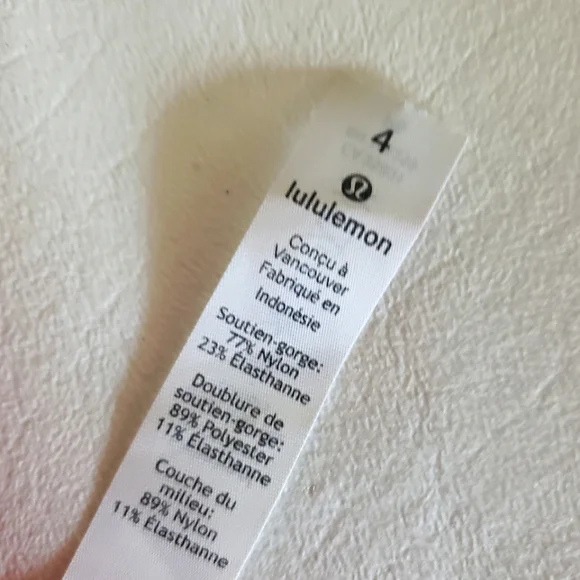 4
lululemon
Conçu à
Vancouver
Fabriqué en
Indonésie
Soutien-gorge:
77% Nylon
23% Élasthanne
Doublure de
soutien-gorge:
89% Polyester
11% Élasthanne
Couche du
milieu:
89% Nylon
11% Élasthanne